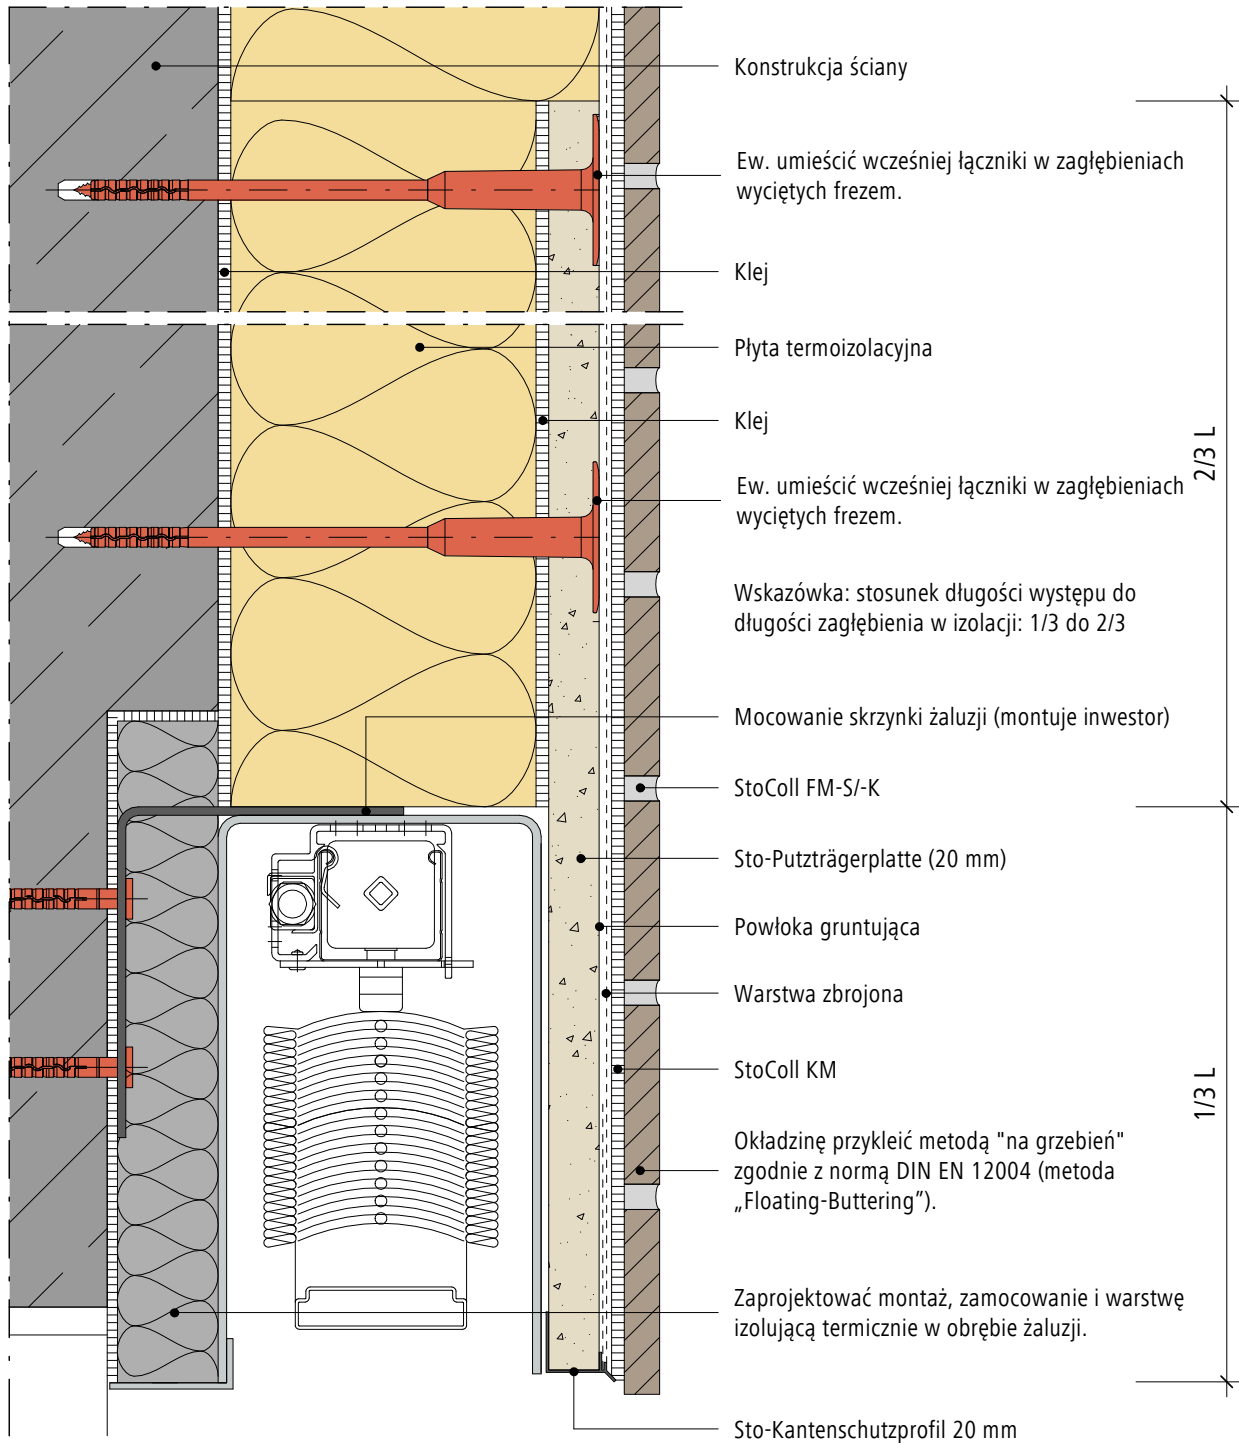 Konstrukcja ściany
Ew. umieścić wcześniej łączniki w zagłębieniach
wyciętych frezem.
Klej
Płyta termoizolacyjna
Klej
2/3 L
Ew. umieścić wcześniej łączniki w zagłębieniach
wyciętych frezem.
Wskazówka: stosunek długości występu do
długości zagłębienia w izolacji: 1/3 do 2/3
Mocowanie skrzynki żaluzji (montuje inwestor)
StoColl FM-S/-K
Sto-Putzträgerplatte (20 mm)
Powłoka gruntująca
Warstwa zbrojona
StoColl KM
1/3 L
Okładzinę przykleić metodą "na grzebień"
zgodnie z normą DIN EN 12004 (metoda
„Floating-Buttering”).
Zaprojektować montaż, zamocowanie i warstwę
izolującą termicznie w obrębie żaluzji.
Sto-Kantenschutzprofil 20 mm